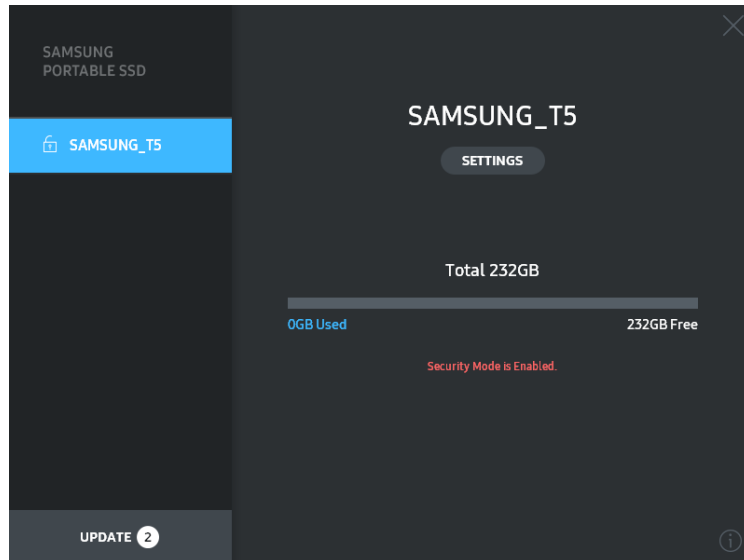 SAMSUNG
PORTABLE SSD
SAMSUNG_T5
SAMSUNG_T5
SETTINGS
Total 232GB
0GB Used
232GB Free
Security Mode is Enabled.
UPDATE 2